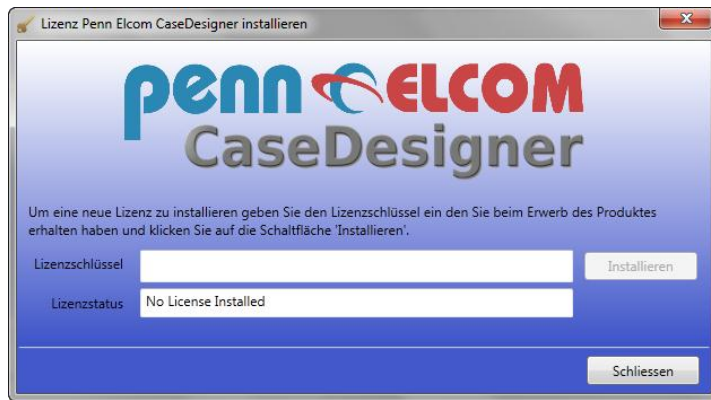 Lizenz Penn Elcom CaseDesigner installieren
penn ELCOM
CaseDesigner
Um eine neue Lizenz zu installieren geben Sie den Lizenzschlüssel ein den Sie beim Erwerb des Produktes
erhalten haben und klicken Sie auf die Schaltfläche 'Installieren'.
Lizenzschlüssel
Installieren
Lizenzstatus
No License Installed
Schliessen